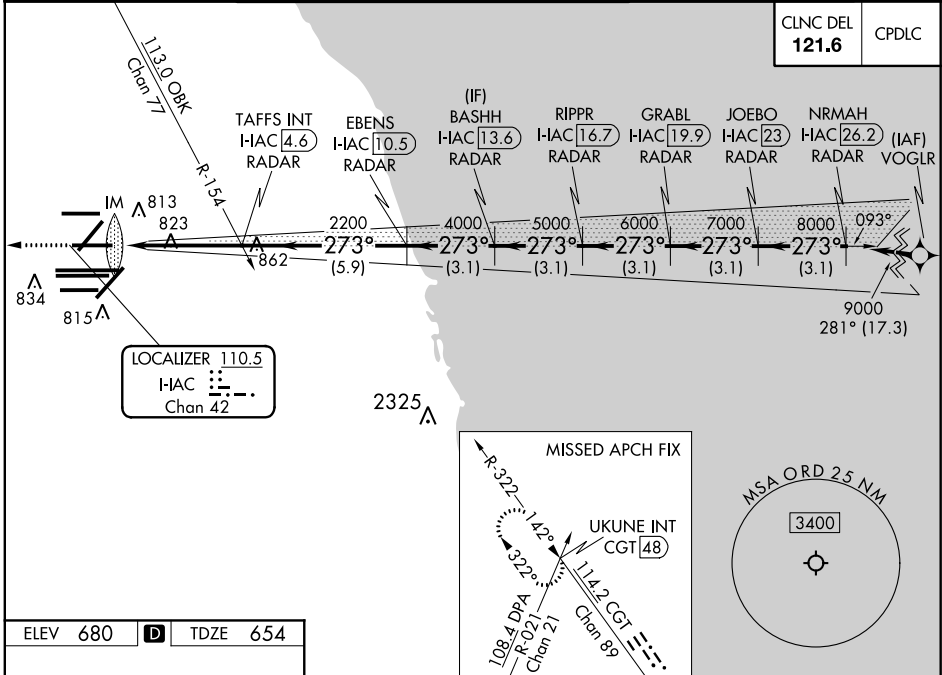 CLNC DEL
121.6
CPDLC
113.0 OBK
Chan 77
R-154
TAFFS INT
I-IAC 4.6
RADAR
EBENS
I-IAC 10.5
RADAR
(IF)
BASHH
I-IAC 13.6
RADAR
RIPPR
I-IAC 16.7
RADAR
GRABL
I-IAC 19.9
RADAR
JOEBO
I-IAC 23
RADAR
NRMAH
I-IAC 26.2
RADAR
(IAF)
VOGLR
IM
813
823
862
834
815
2200
273°
(5.9)
4000
273°
(3.1)
5000
273°
(3.1)
6000
273°
(3.1)
7000
273°
(3.1)
8000
273°
(3.1)
093°
9000
281° (17.3)
LOCALIZER 110.5
I-IAC
Chan 42
2325
MISSED APCH FIX
R-322
142°
322°
UKUNE INT
CGT 48
114.2 CGT
Chan 89
108.4 DPA
R-021
Chan 21
MSA ORD 25 NM
3400
ELEV 680 D TDZE 654